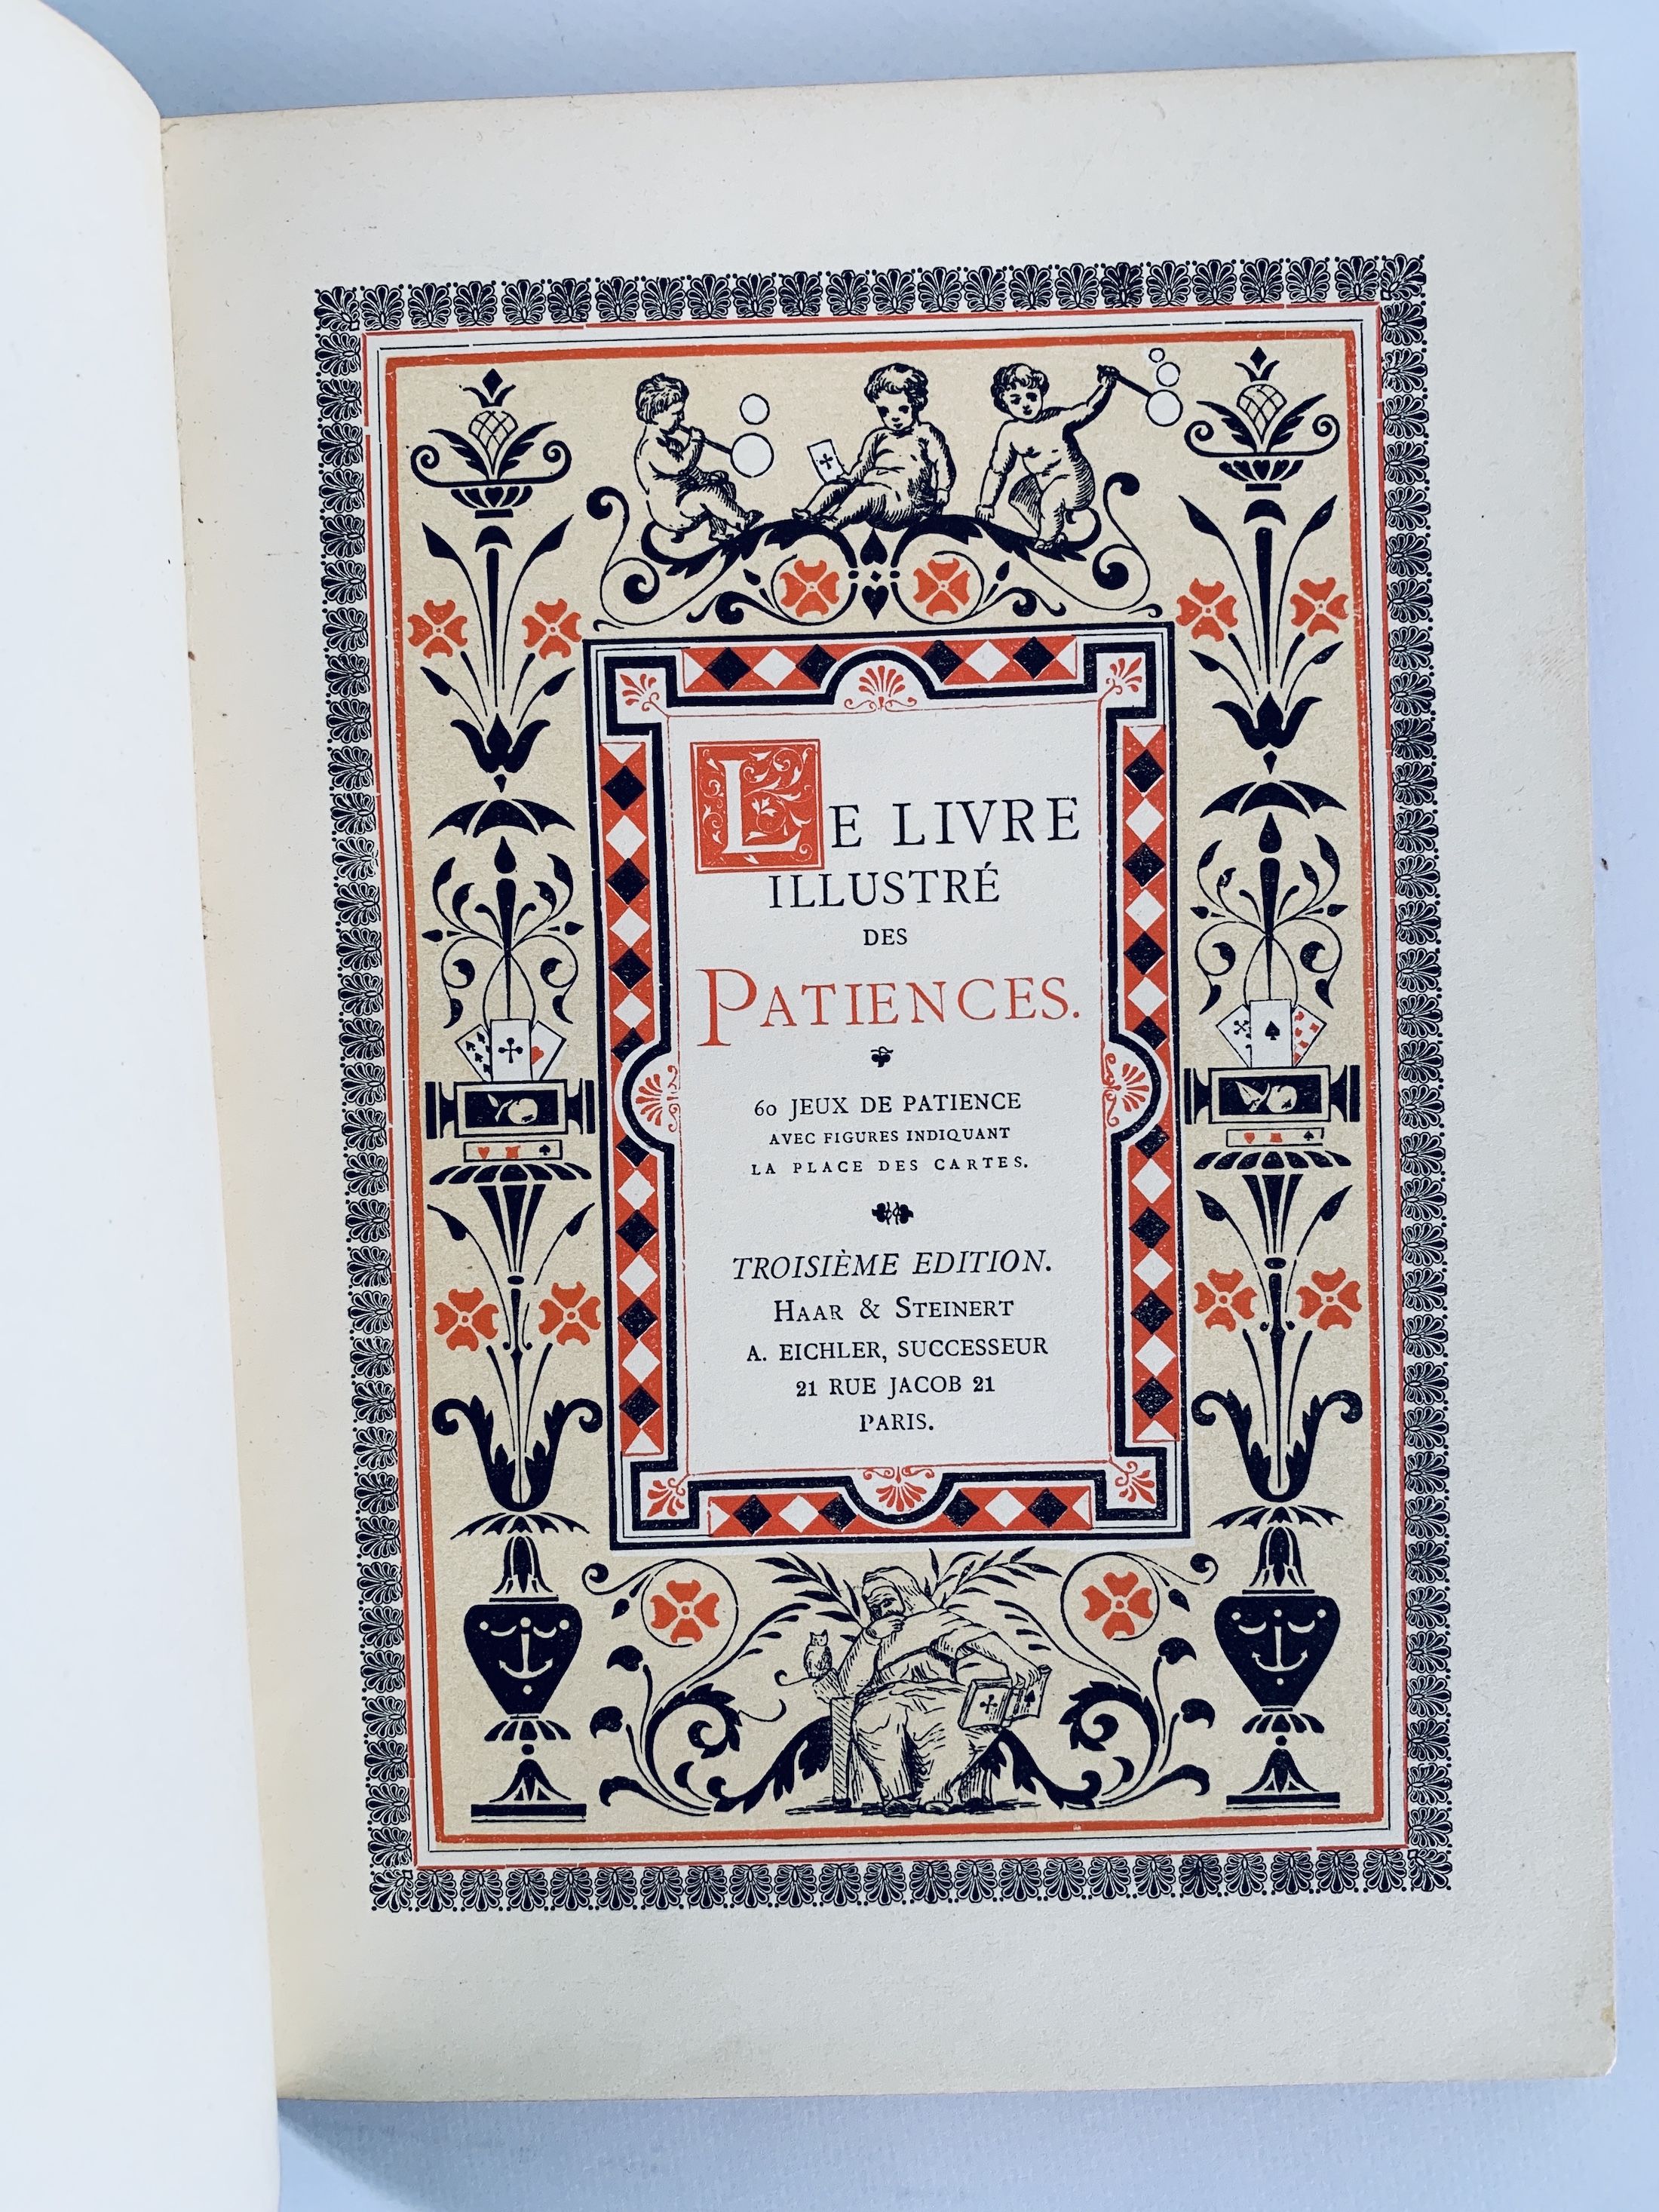 LE LIVRE
ILLUSTRÉ
DES
PATIENCES.
60 JEUX DE PATIENCE
AVEC FIGURES INDIQUANT
LA PLACE DES CARTES.
TROISIÈME EDITION.
HAAR & STEINERT
A. EICHLER, SUCCESSEUR
21 RUE JACOB 21
PARIS.